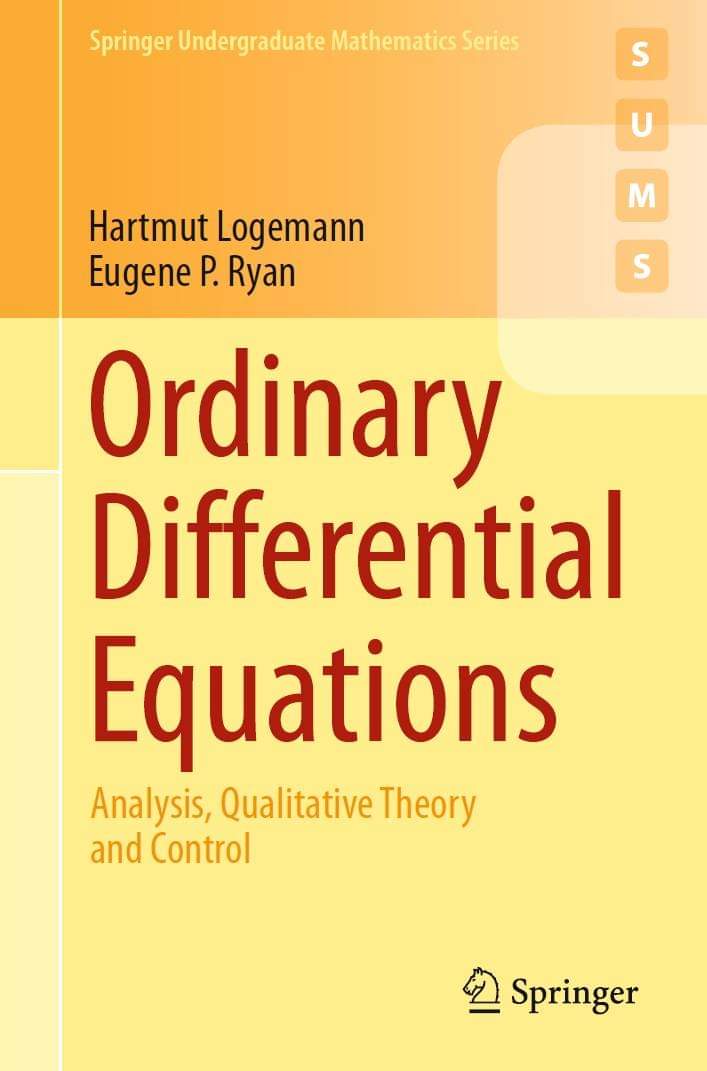 Springer Undergraduate Mathematics Series
S
U
M
S
Hartmut Logemann
Eugene P. Ryan
Ordinary
Differential
Equations
Analysis, Qualitative Theory
and Control
Springer